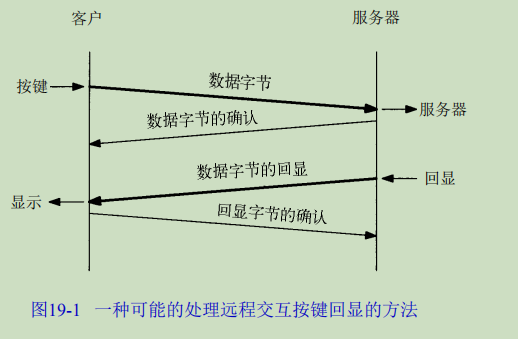 客户
服务器
按键
数据字节
服务器
数据字节的确认
数据字节的回显
回显
显示
回显字节的确认
图19-1 一种可能的处理远程交互按键回显的方法